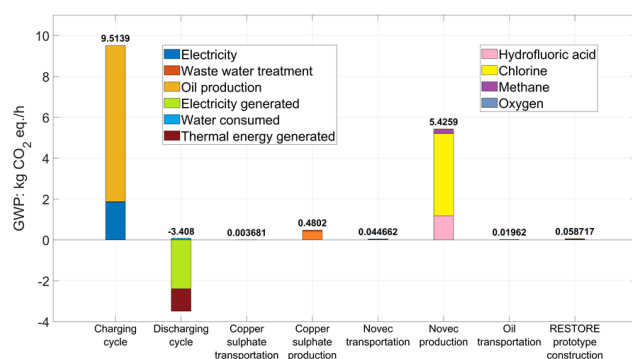 GWP: kg CO2 eq./h
10
8
6
4
2
0
-2
-4
9.5139
-3.408
0.003681
0.4802
0.044662
5.4259
0.01962
0.058717
Electricity
Waste water treatment
Oil production
Electricity generated
Water consumed
Thermal energy generated
Hydrofluoric acid
Chlorine
Methane
Oxygen
Charging
cycle
Discharging
cycle
Copper
sulphate
transportation
Copper
sulphate
production
Novec
transportation
Novec
production
Oil
transportation
RESTORE
prototype
construction